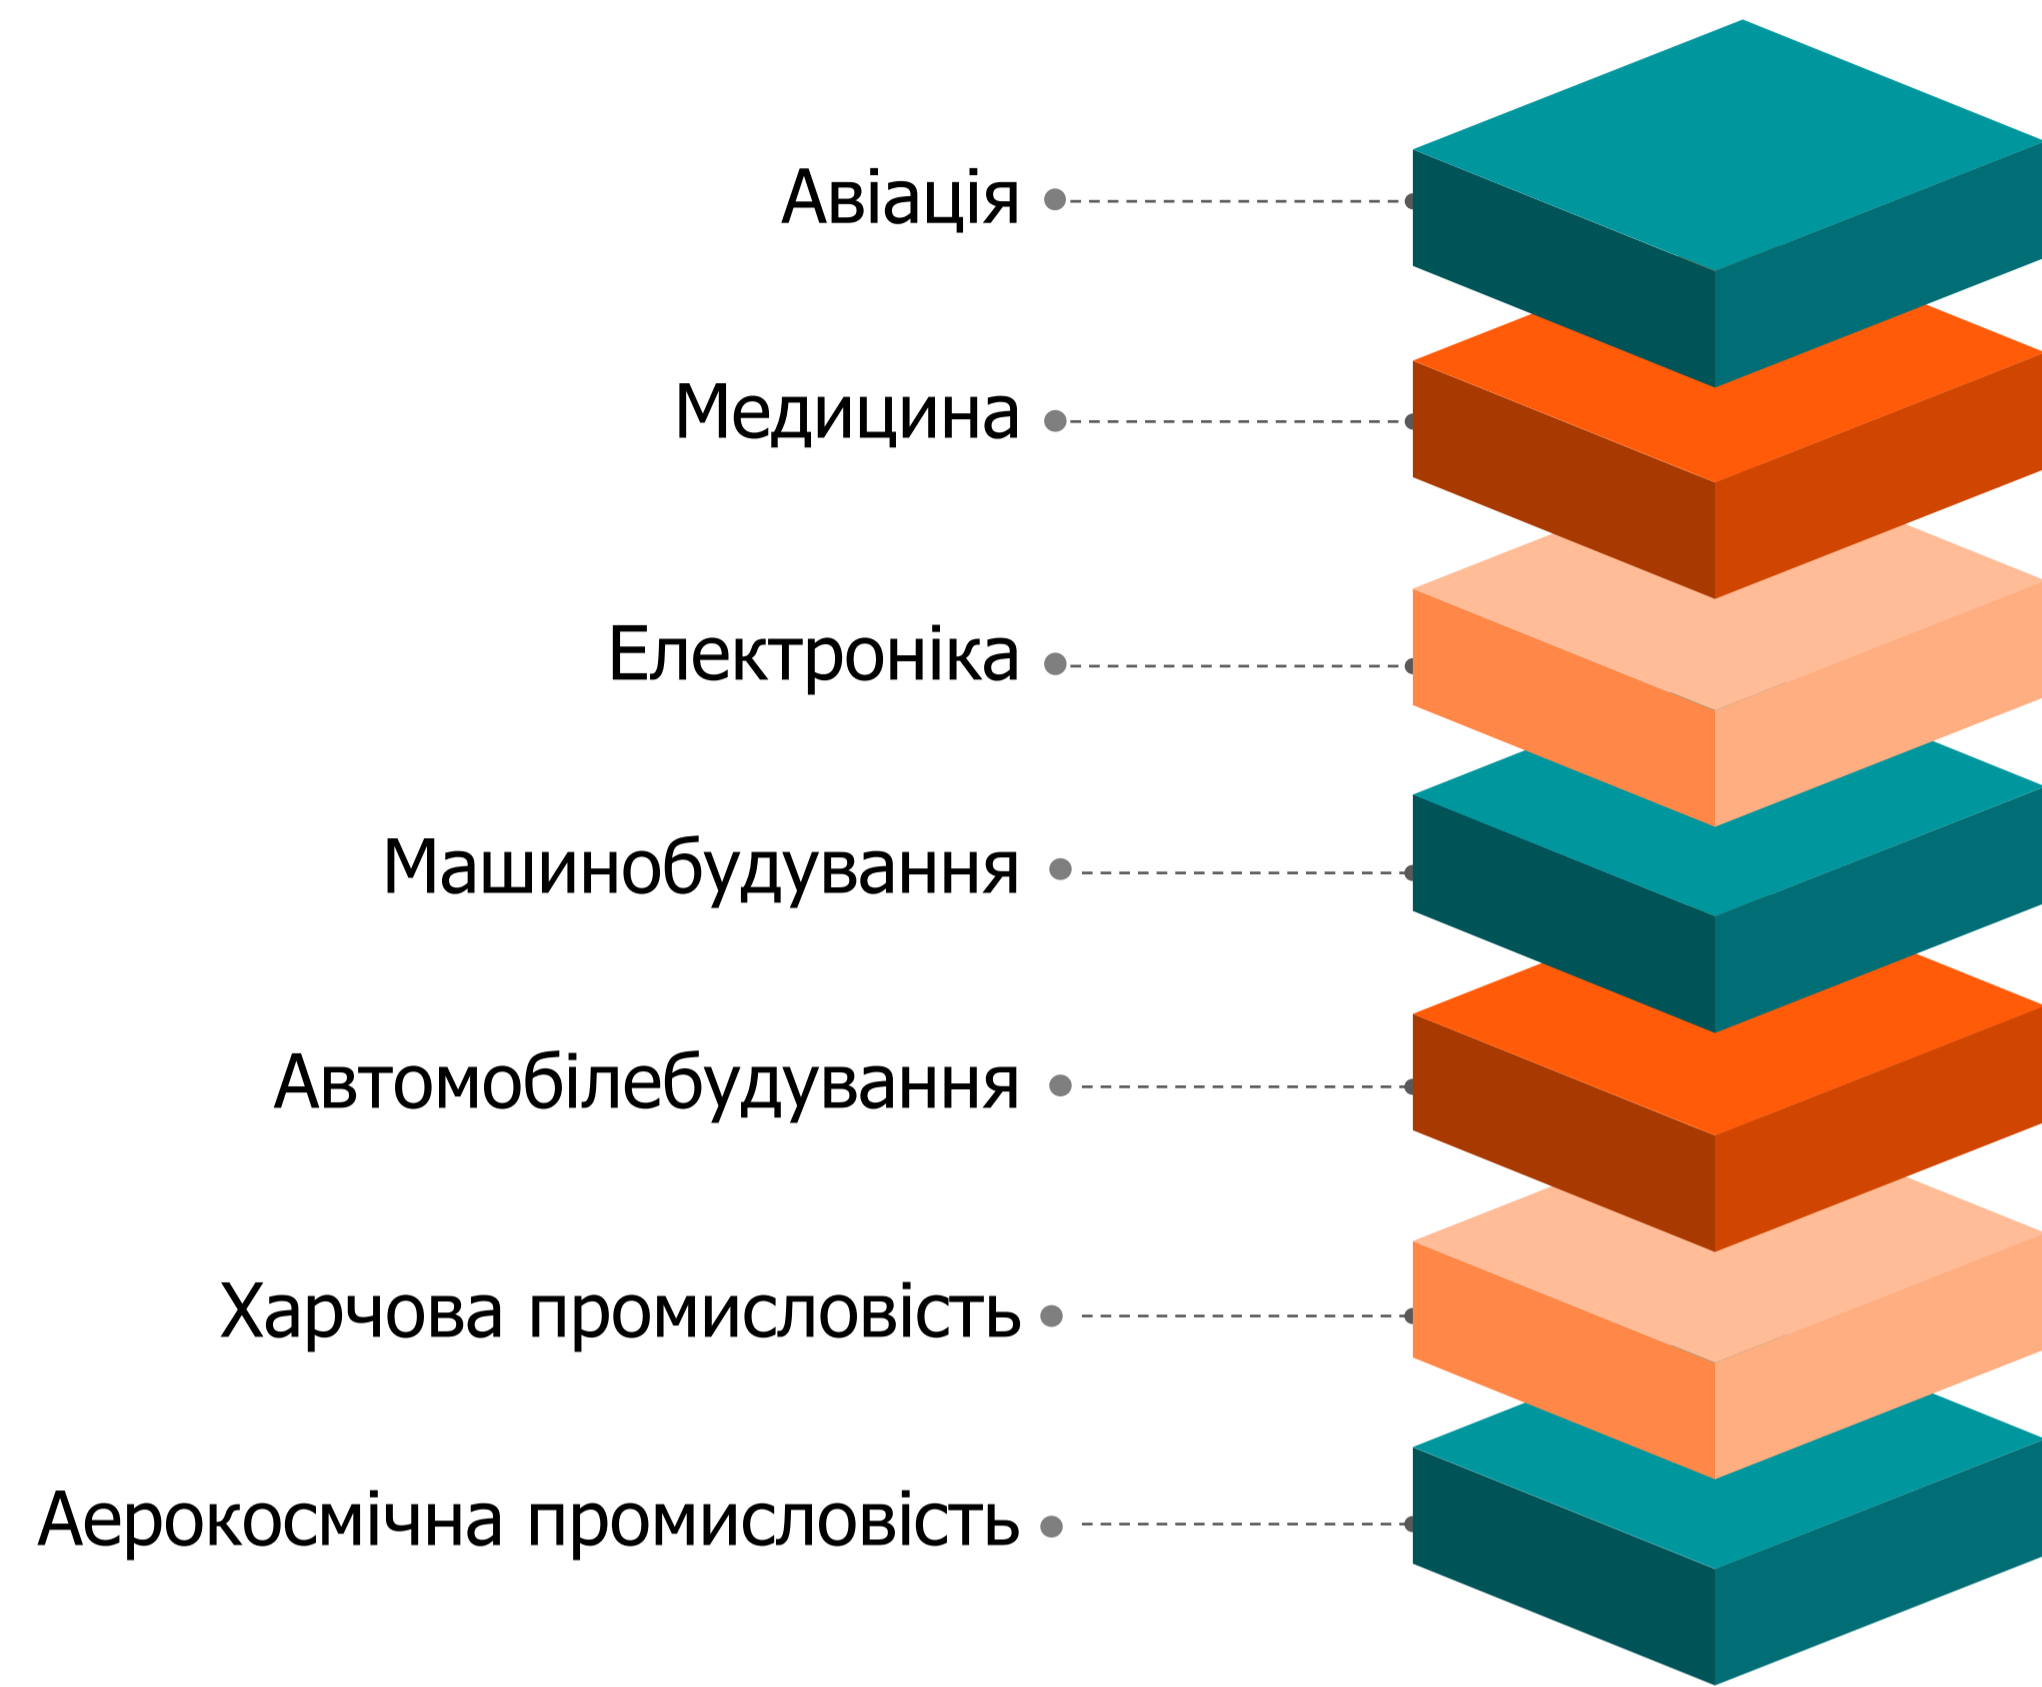 Авіація
Медицина
Електроніка
Машинобудування
Автомобілебудування
Харчова промисловість
Аерокосмічна промисловість